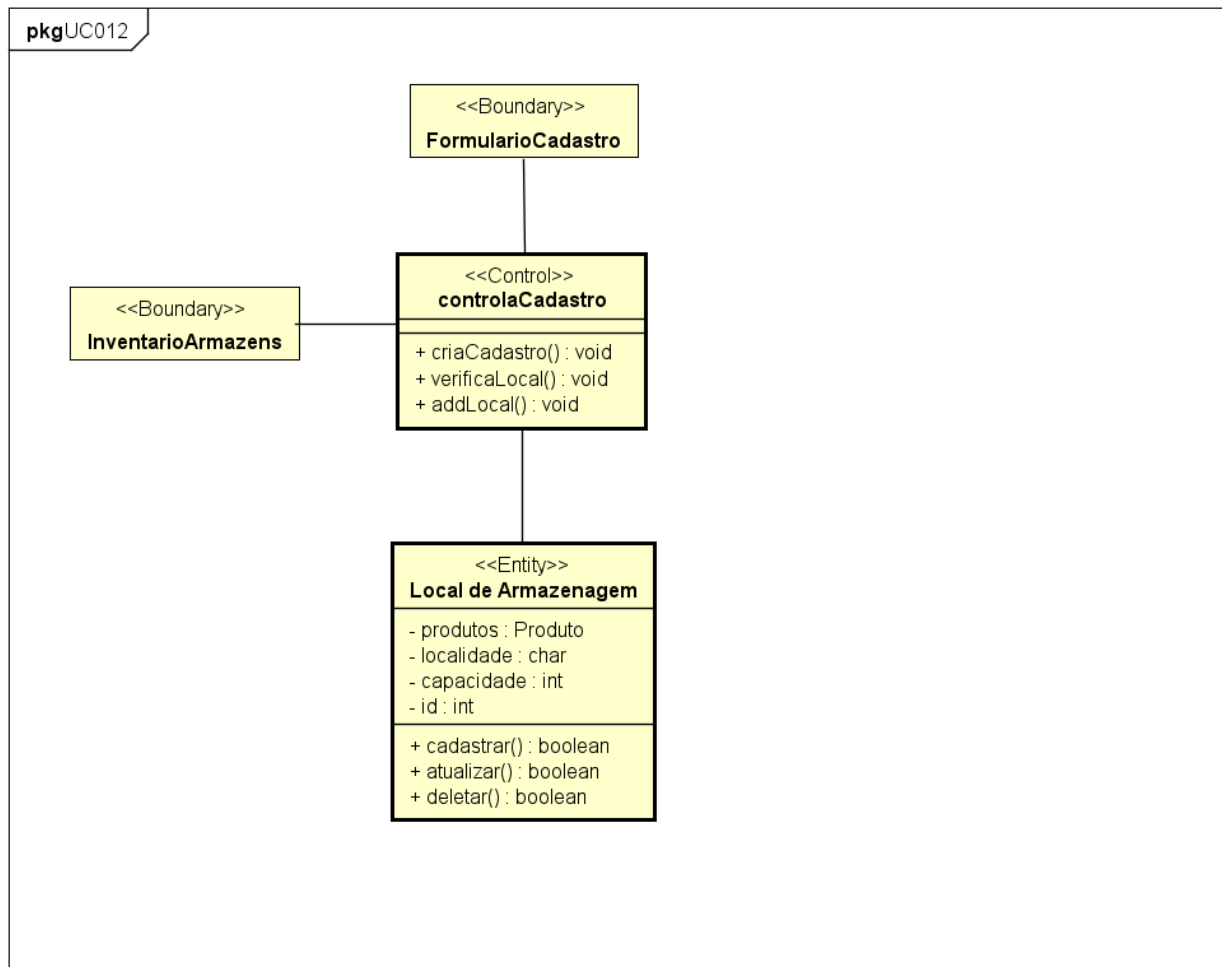 pkgUC012
<<Boundary>>
FormularioCadastro
<<Control>>
controlaCadastro
+ criaCadastro() : void
+ verificaLocal() : void
+ addLocal() : void
<<Boundary>>
InventarioArmazens
<<Entity>>
Local de Armazenagem
- produtos : Produto
- localidade : char
- capacidade : int
- id : int
+ cadastrar() : boolean
+ atualizar() : boolean
+ deletar() : boolean